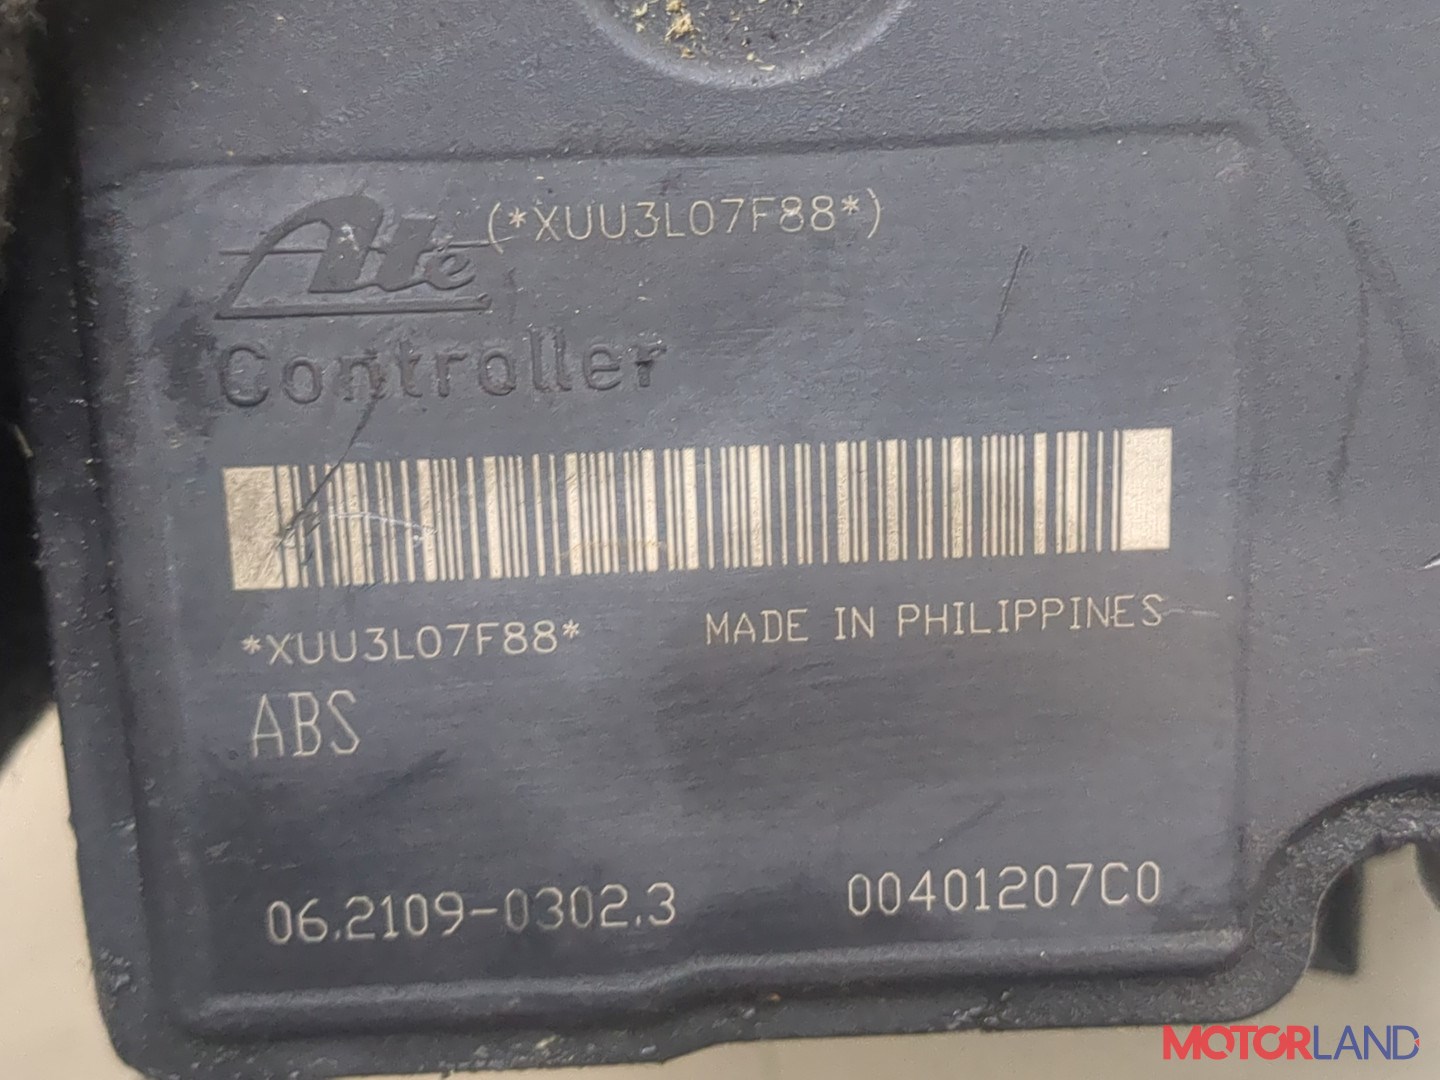 Ate (*XUU3L07F88*)
Controller
*XUU3L07F88* MADE IN PHILIPPINES
ABS
06.2109-0302.3 00401207C0
MOTORLAND